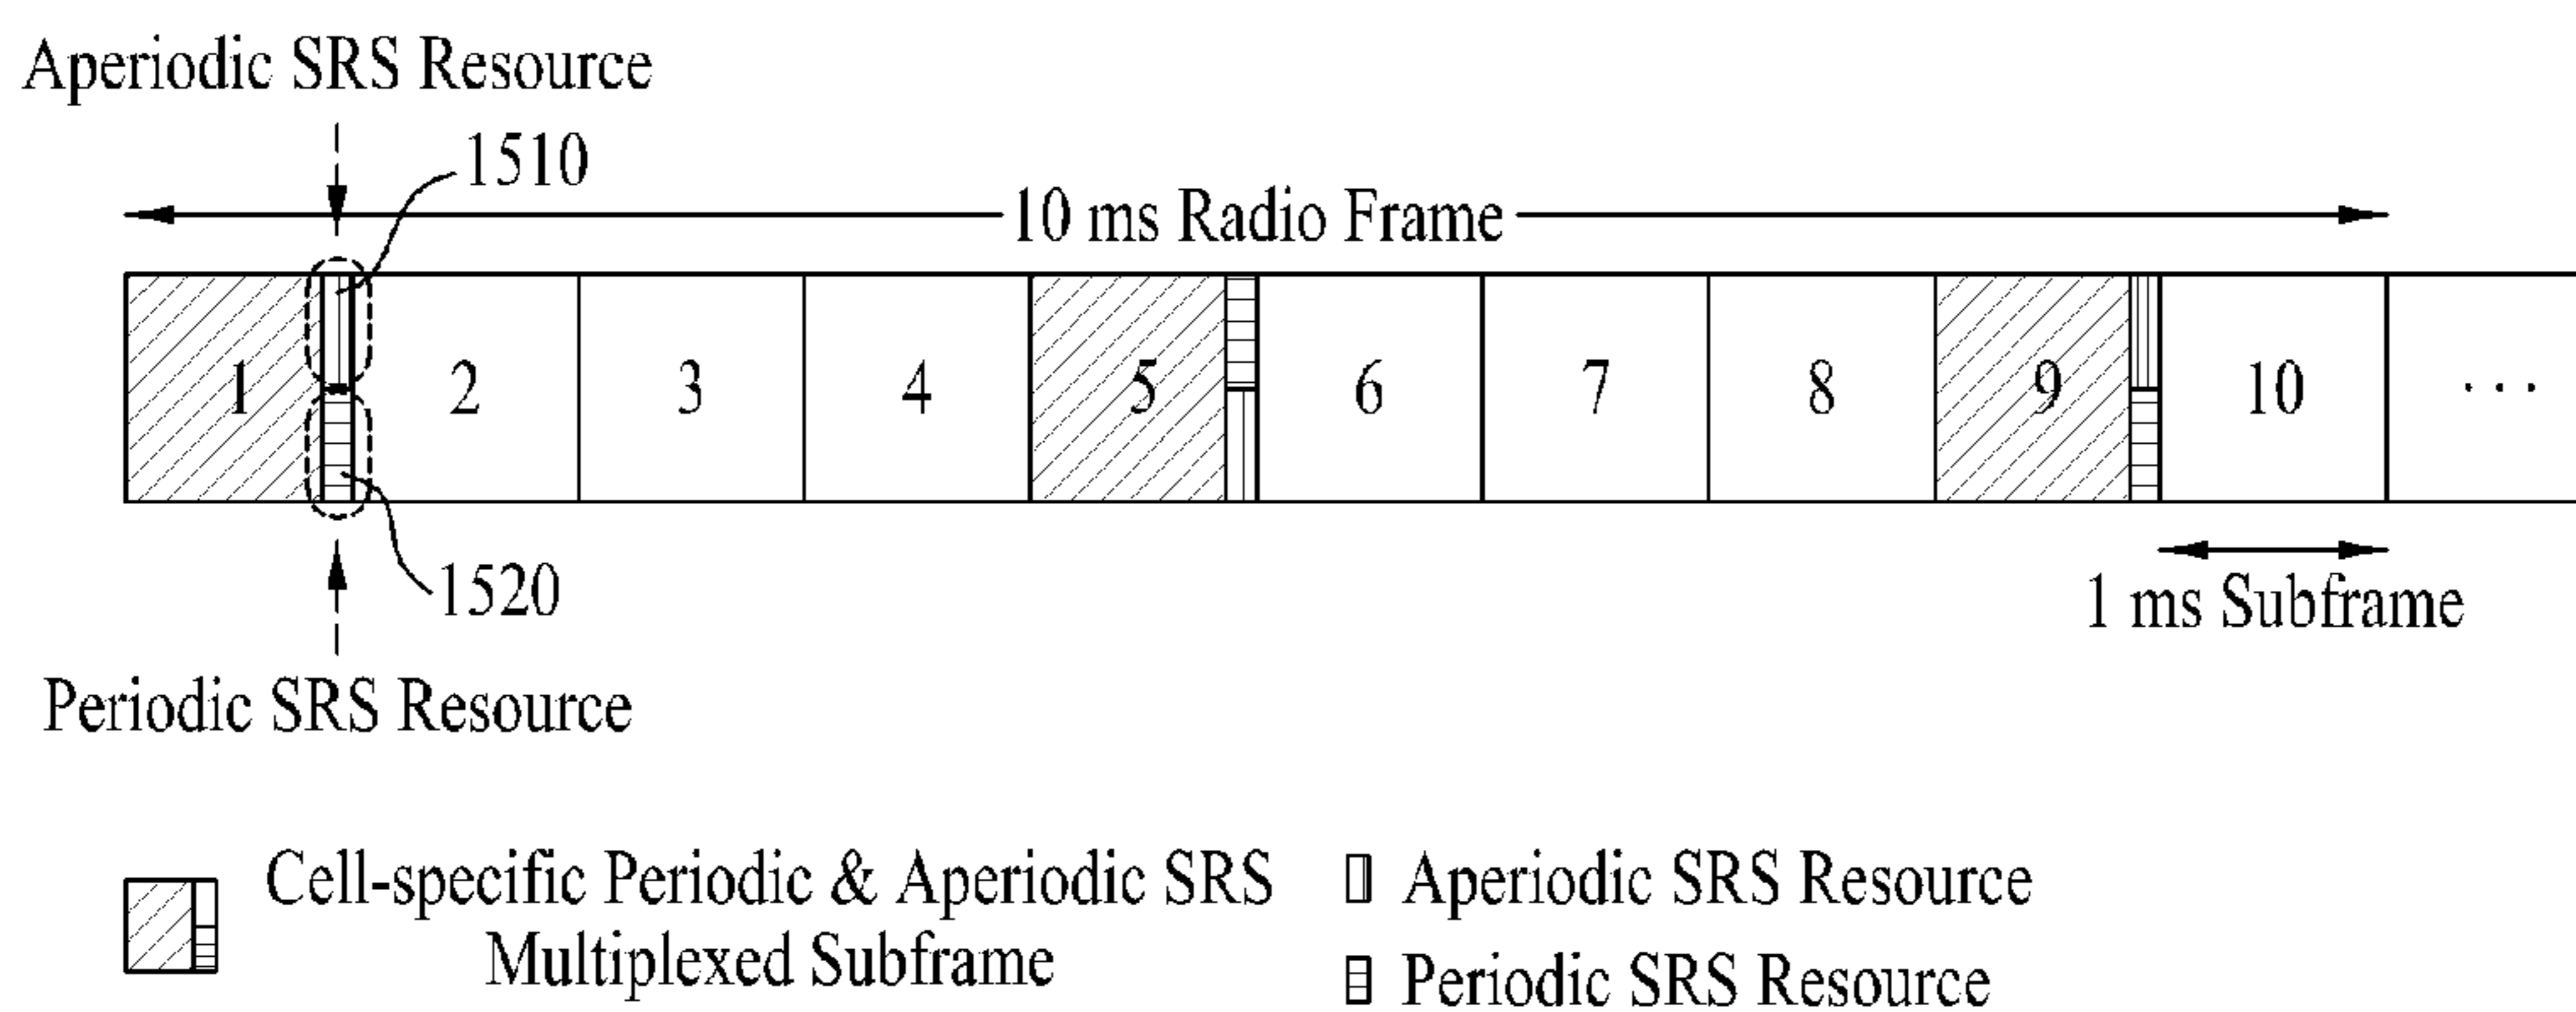 Aperiodic SRS Resource
1510
10 ms Radio Frame
1 2 3 4 5 6 7 8 9 10 ...
1520
1 ms Subframe
Periodic SRS Resource
Cell-specific Periodic & Aperiodic SRS
Multiplexed Subframe
Aperiodic SRS Resource
Periodic SRS Resource